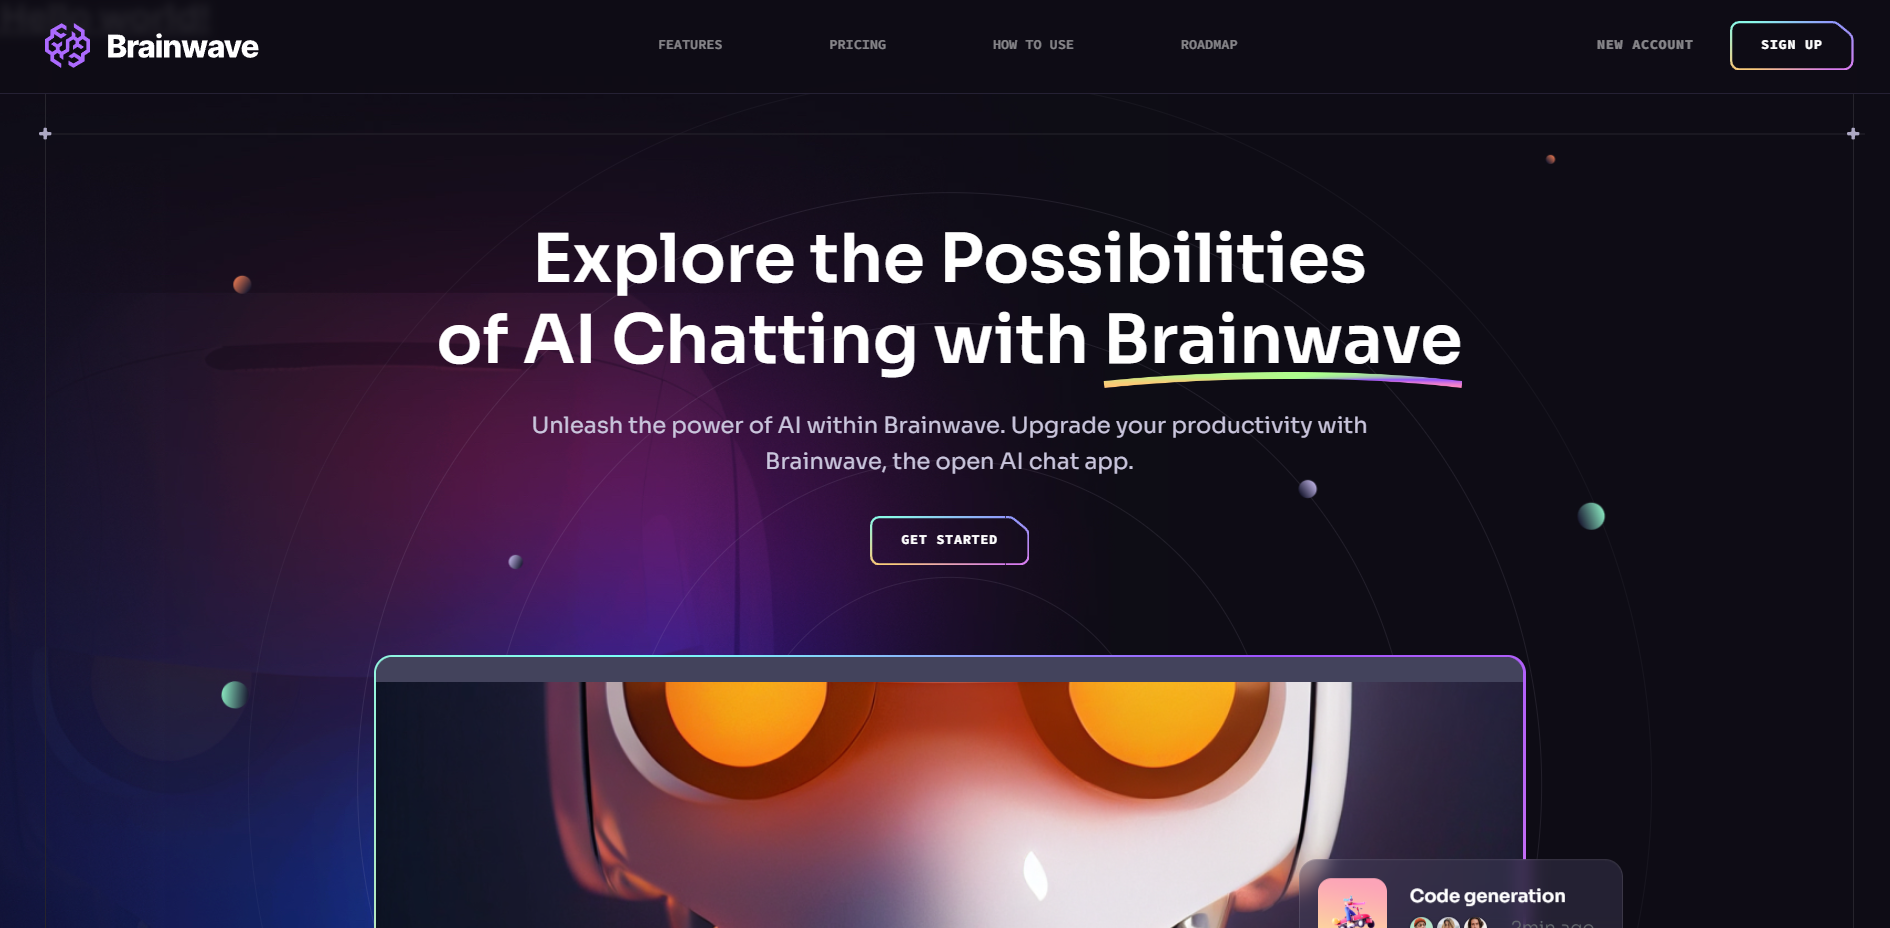 Hello world!
Brainwave
FEATURES
PRICING
HOW TO USE
ROADMAP
NEW ACCOUNT
SIGN UP
Explore the Possibilities
of AI Chatting with Brainwave
Unleash the power of AI within Brainwave. Upgrade your productivity with
Brainwave, the open AI chat app.
GET STARTED
Code generation
2min ago